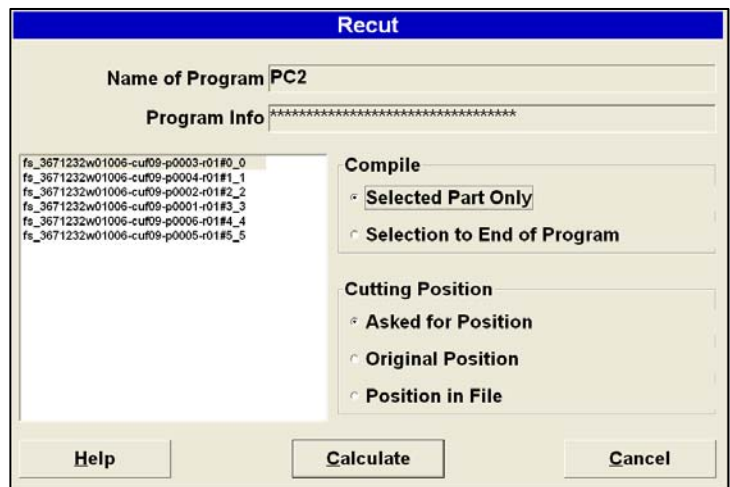 Recut
Name of Program PC2
Program Info **********************************
fs_3671232w01006-cuf09-p0003-r01#0_0
fs_3671232w01006-cuf09-p0004-r01#1_1
fs_3671232w01006-cuf09-p0002-r01#2_2
fs_3671232w01006-cuf09-p0001-r01#3_3
fs_3671232w01006-cuf09-p0006-r01#4_4
fs_3671232w01006-cuf09-p0005-r01#5_5
Compile
Selected Part Only
Selection to End of Program
Cutting Position
Asked for Position
Original Position
Position in File
Help
Calculate
Cancel